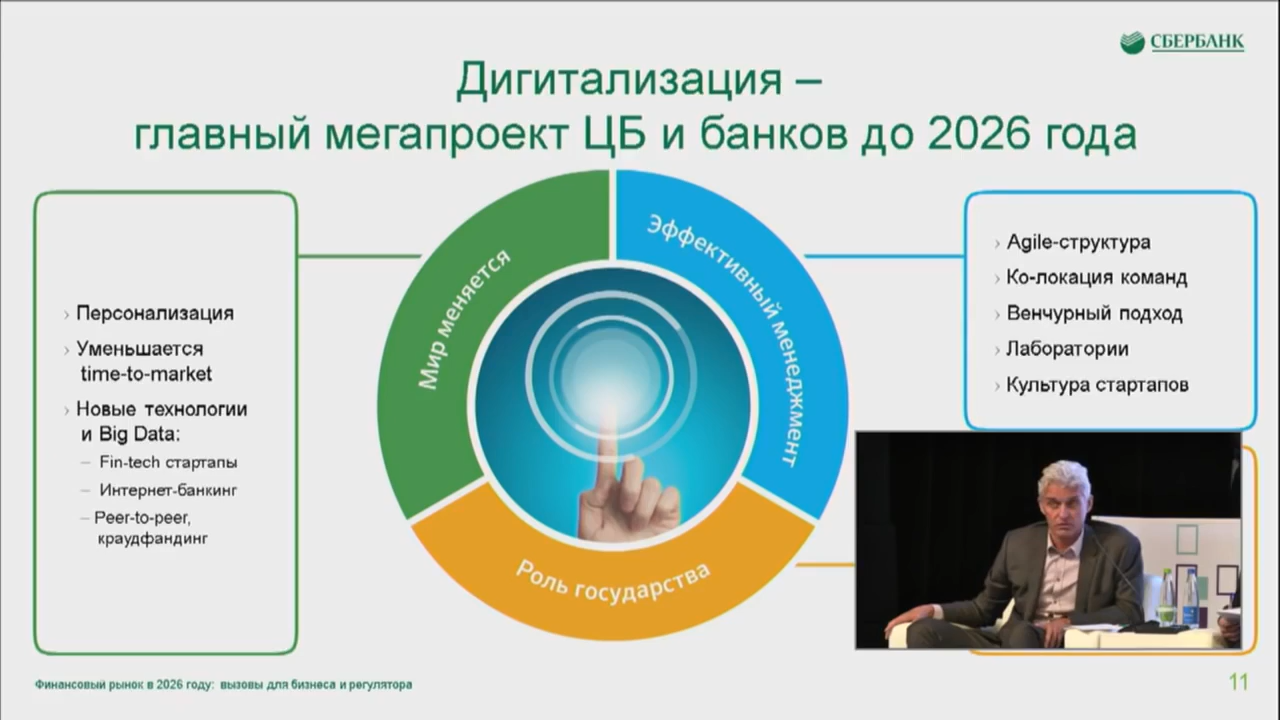 СБЕРБАНК
Дигитализация –
главный мегапроект ЦБ и банков до 2026 года
› Персонализация
› Уменьшается
time-to-market
› Новые технологии
и Big Data:
– Fin-tech стартапы
– Интернет-банкинг
– Peer-to-peer,
краудфандинг
Мир меняется
Эффективный менеджмент
Роль государства
› Agile-структура
› Ко-локация команд
› Венчурный подход
› Лаборатории
› Культура стартапов
Финансовый рынок в 2026 году: вызовы для бизнеса и регулятора
11